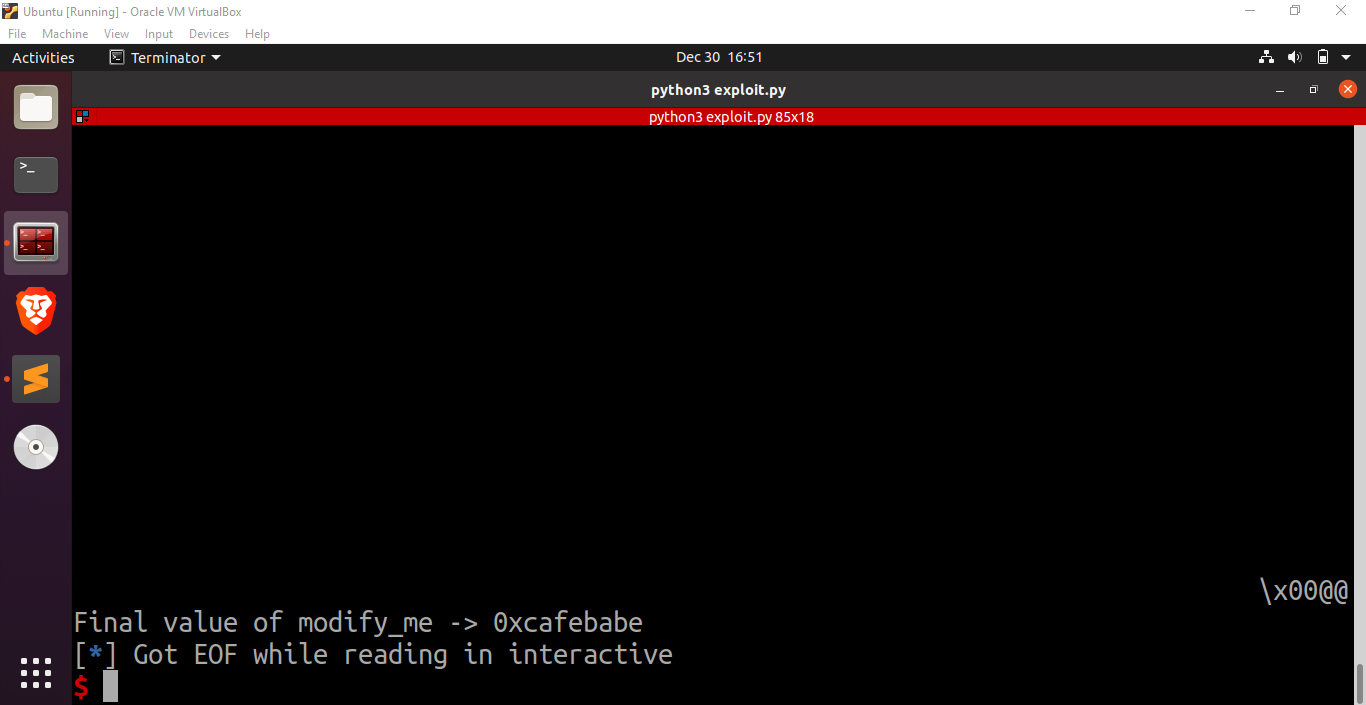 Ubuntu [Running] - Oracle VM VirtualBox
File Machine View Input Devices Help
Activities Terminator Dec 30 16:51
python3 exploit.py
python3 exploit.py 85x18
\x00@@
Final value of modify_me -> 0xcafebabe
[*] Got EOF while reading in interactive
$